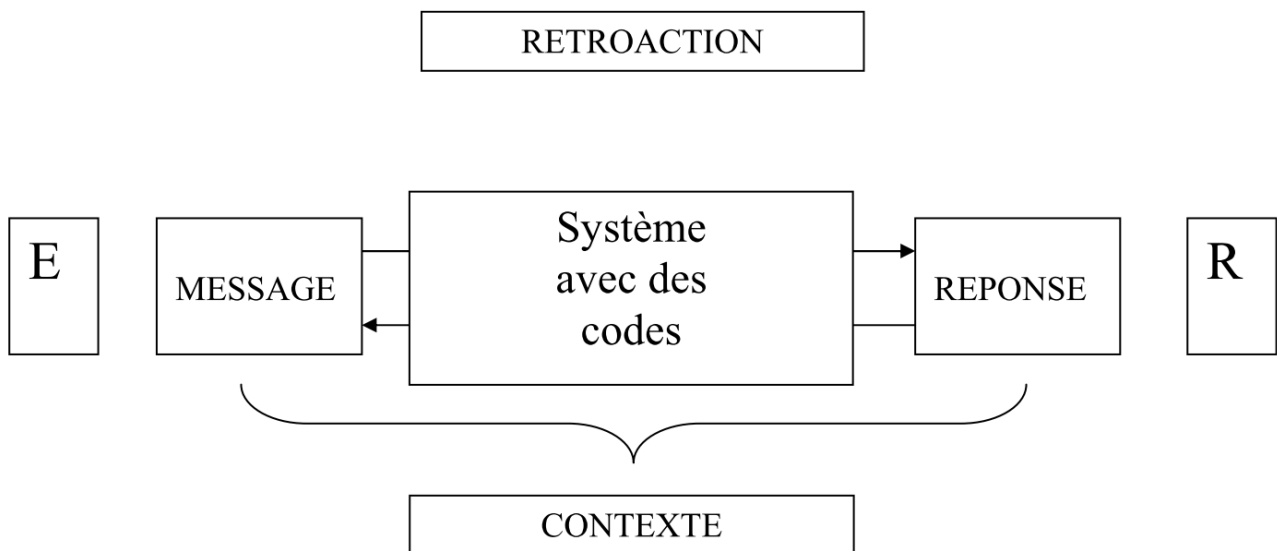 RETROACTION
E
MESSAGE
Système
avec des
codes
REPONSE
R
CONTEXTE